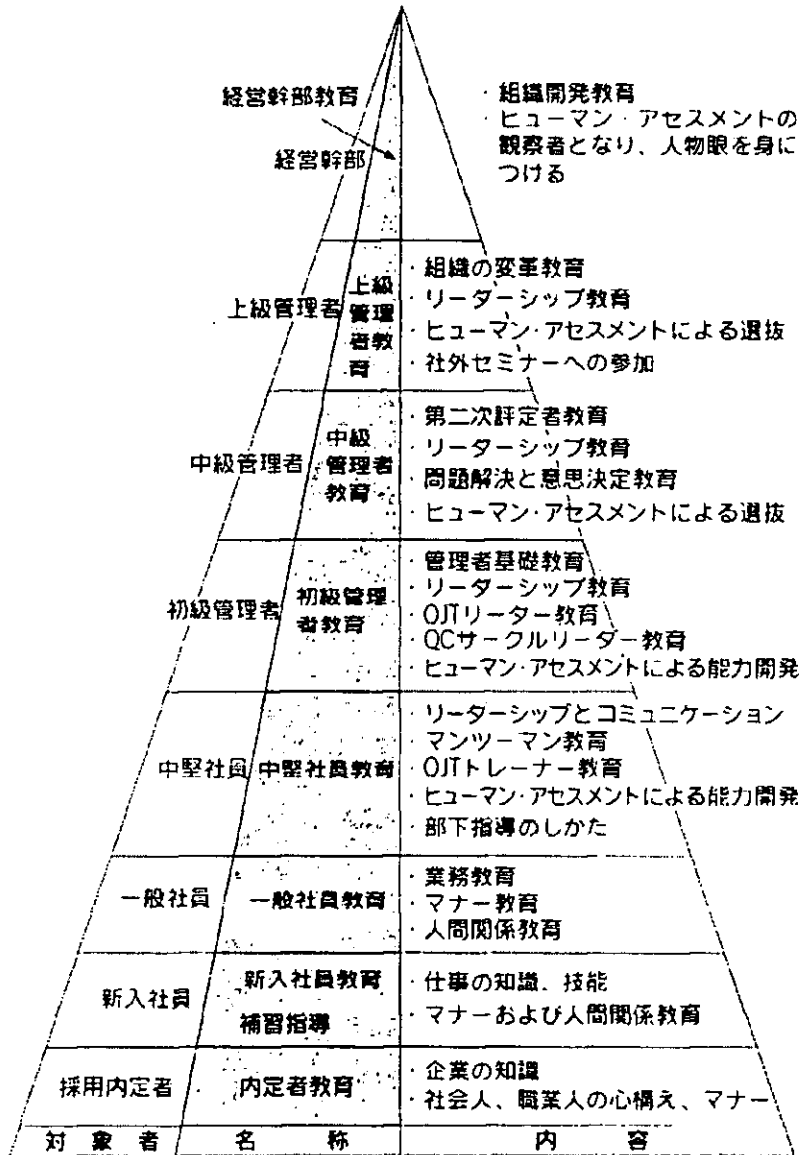 経営幹部教育
経営幹部
・組織開発教育
・ヒューマン・アセスメントの
観察者となり、人物眼を身に
つける
上級管理者
上級
管理
者教
育
・組織の変革教育
・リーダーシップ教育
・ヒューマン・アセスメントによる選抜
・社外セミナーへの参加
中級管理者
中級
管理者
教育
・第二次評定者教育
・リーダーシップ教育
・問題解決と意思決定教育
・ヒューマン・アセスメントによる選抜
初級管理者
初級管理
者教育
・管理者基礎教育
・リーダーシップ教育
・OJTリーダー教育
・QCサークルリーダー教育
・ヒューマン・アセスメントによる能力開発
中堅社員
中堅社員教育
・リーダーシップとコミュニケーション
・マンツーマン教育
・OJTトレーナー教育
・ヒューマン・アセスメントによる能力開発
・部下指導のしかた
一般社員
一般社員教育
・業務教育
・マナー教育
・人間関係教育
新入社員
新入社員教育
補習指導
・仕事の知識、技能
・マナーおよび人間関係教育
採用内定者
内定者教育
・企業の知識
・社会人、職業人の心構え、マナー
対象者 名称 内容